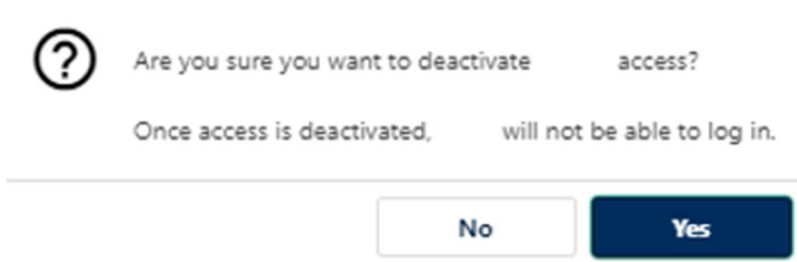 Are you sure you want to deactivate access?
Once access is deactivated, will not be able to log in.
No
Yes